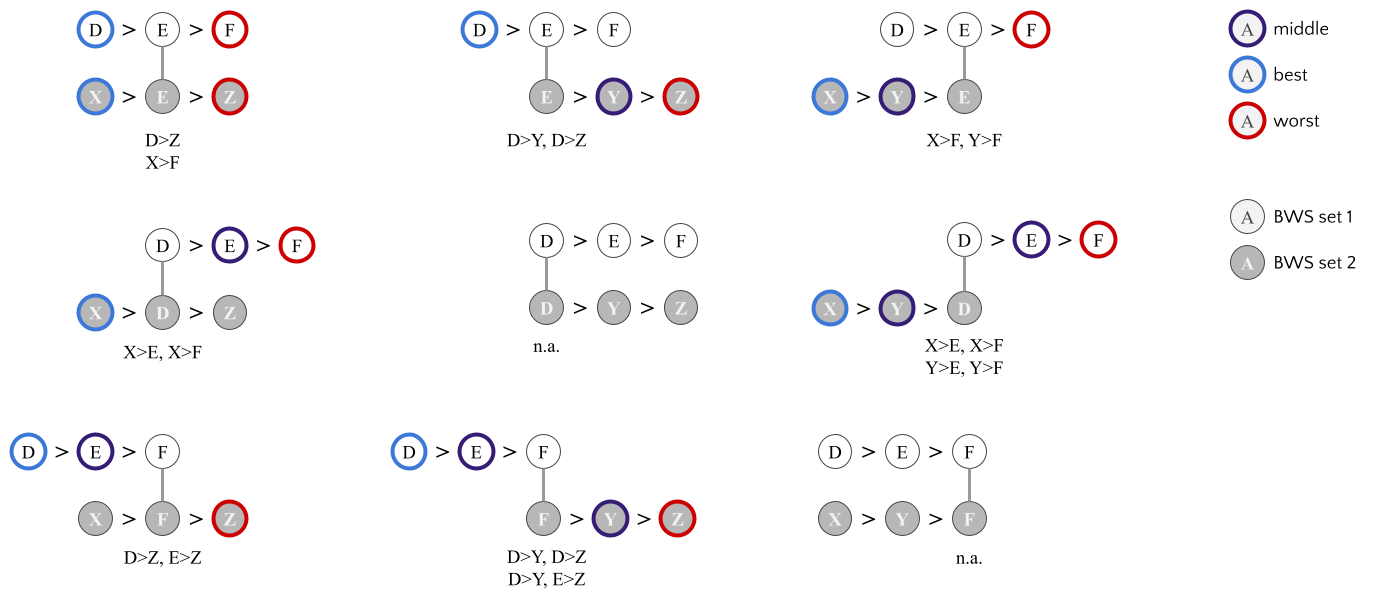 D > E > F
X > E > Z
D>Z
X>F
D > E > F
E > Y > Z
D>Y, D>Z
D > E > F
X > Y > E
X>F, Y>F
A middle
A best
A worst
A BWS set 1
A BWS set 2
D > E > F
X > D > Z
X>E, X>F
D > E > F
D > Y > Z
n.a.
D > E > F
X > Y > D
X>E, X>F
Y>E, Y>F
D > E > F
X > F > Z
D>Z, E>Z
D > E > F
F > Y > Z
D>Y, D>Z
D>Y, E>Z
D > E > F
X > Y > F
n.a.